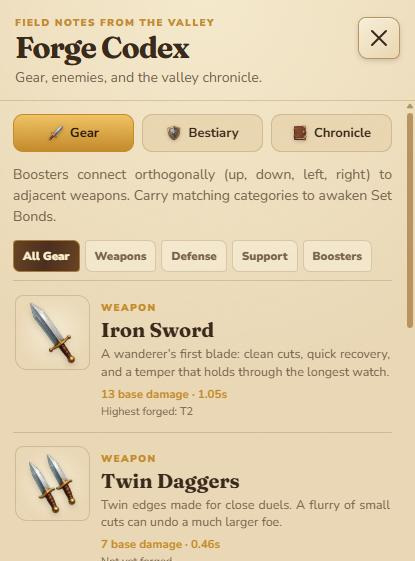 FIELD NOTES FROM THE VALLEY
Forge Codex
Gear, enemies, and the valley chronicle.
Gear
Bestiary
Chronicle
Boosters connect orthogonally (up, down, left, right) to
adjacent weapons. Carry matching categories to awaken Set
Bonds.
All Gear
Weapons
Defense
Support
Boosters
WEAPON
Iron Sword
A wanderer's first blade: clean cuts, quick recovery,
and a temper that holds through the longest watch.
13 base damage · 1.05s
Highest forged: T2
WEAPON
Twin Daggers
Twin edges made for close duels. A flurry of small
cuts can undo a much larger foe.
7 base damage · 0.46s
Not yet forged